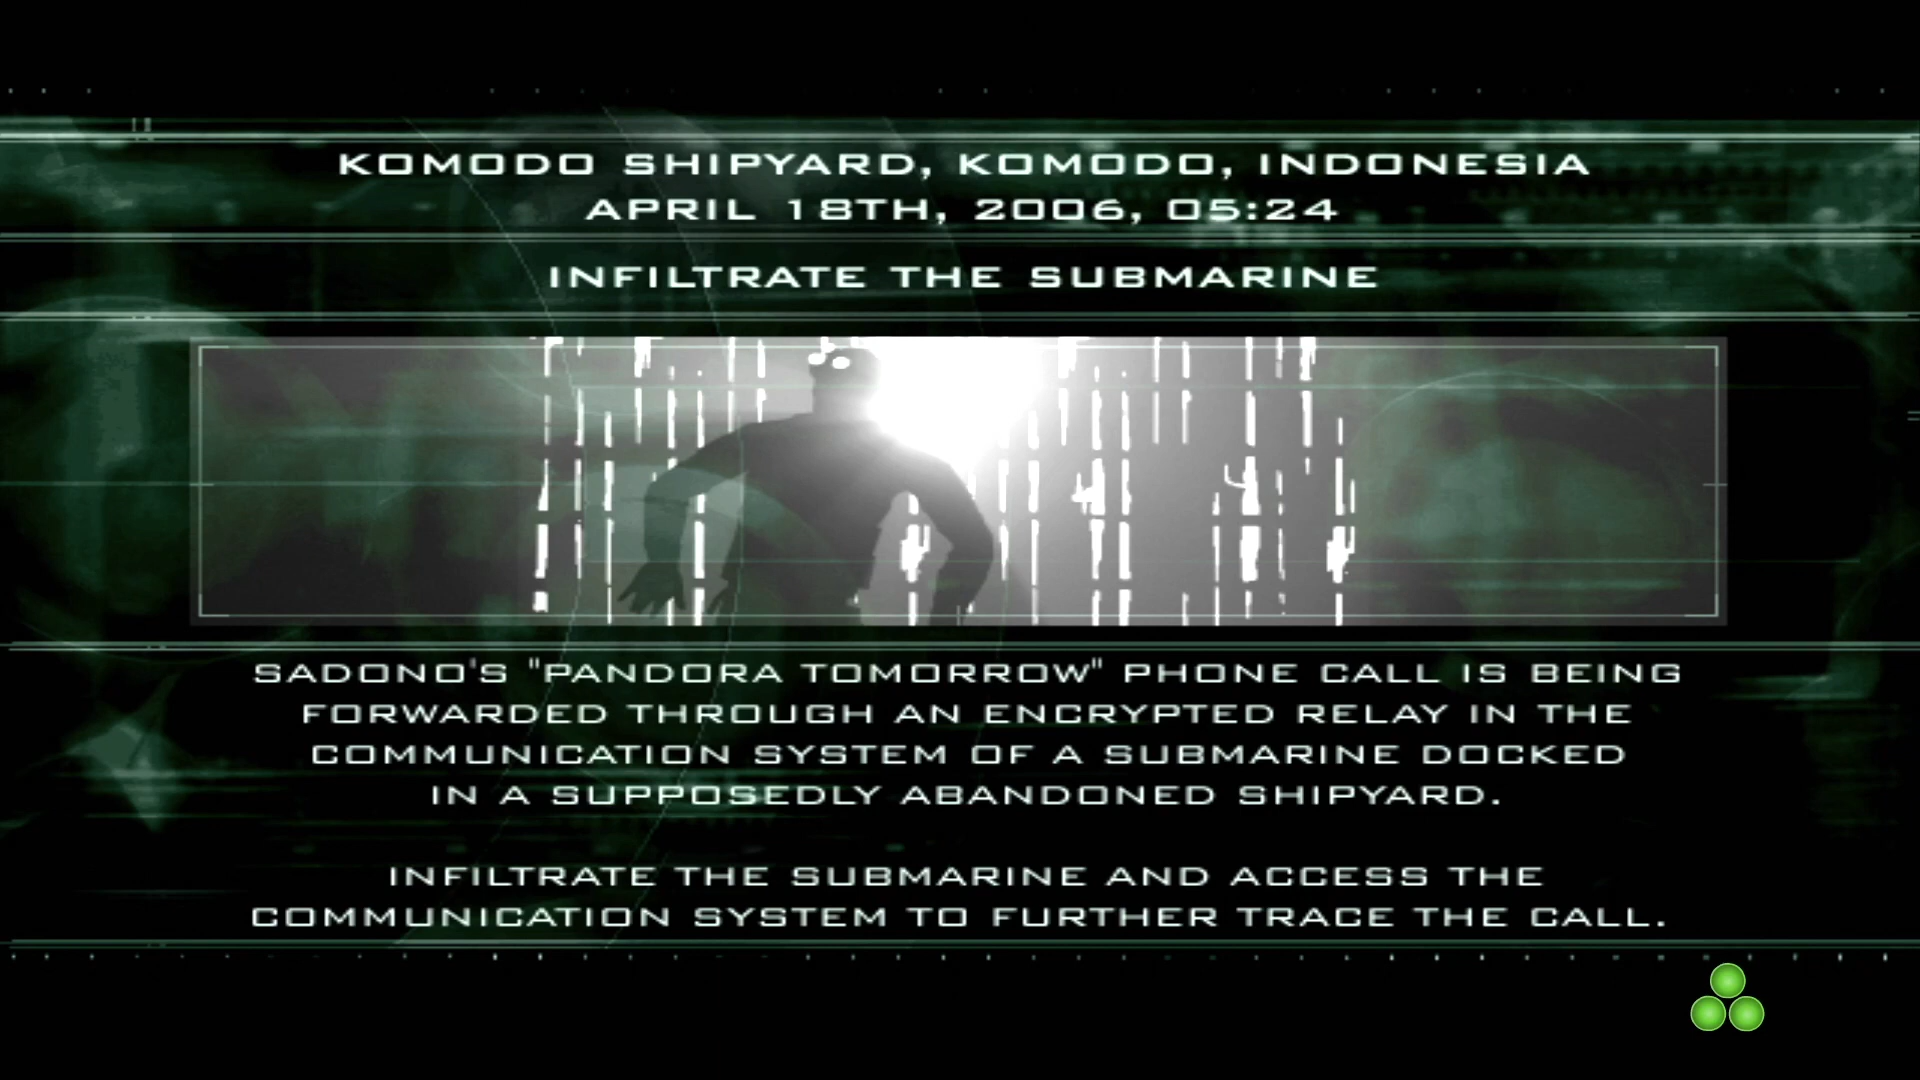 KOMODO SHIPYARD, KOMODO, INDONESIA
APRIL 18TH, 2006, 05:24
INFILTRATE THE SUBMARINE
SADONO'S "PANDORA TOMORROW" PHONE CALL IS BEING
FORWARDED THROUGH AN ENCRYPTED RELAY IN THE
COMMUNICATION SYSTEM OF A SUBMARINE DOCKED
IN A SUPPOSEDLY ABANDONED SHIPYARD.
INFILTRATE THE SUBMARINE AND ACCESS THE
COMMUNICATION SYSTEM TO FURTHER TRACE THE CALL.